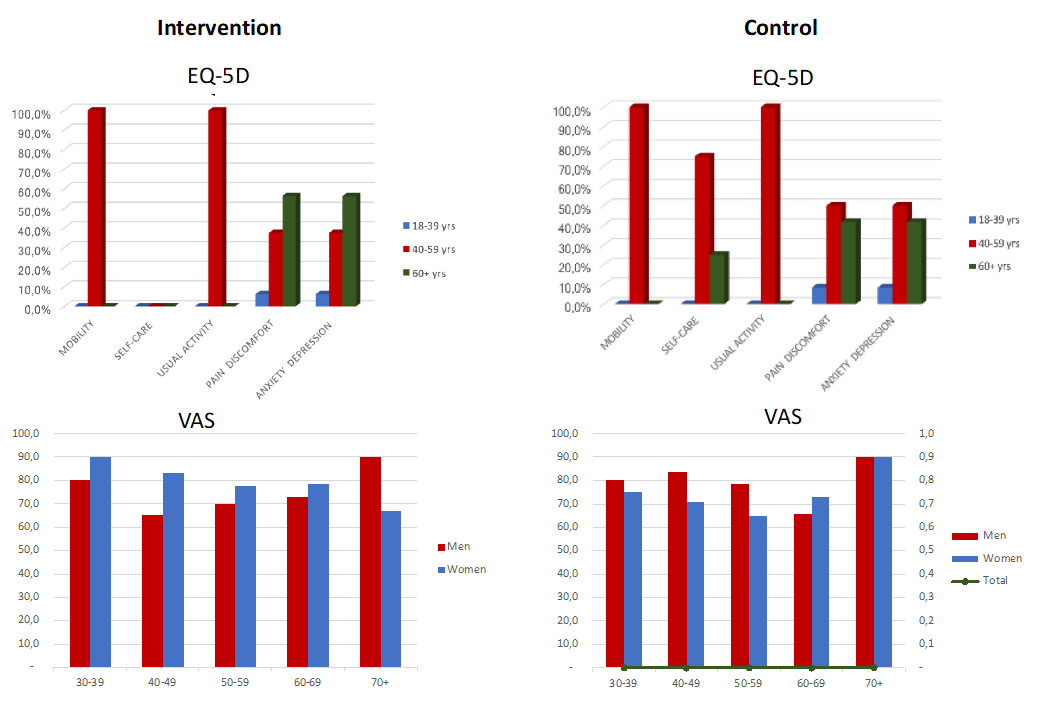 Intervention
Control
EQ-5D
100,0%
90,0%
80,0%
70,0%
60,0%
50,0%
40,0%
30,0%
20,0%
10,0%
0,0%
MOBILITY
SELF-CARE
USUAL ACTIVITY
PAIN DISCOMFORT
ANXIETY DEPRESSION
18-39 yrs
40-59 yrs
60+ yrs
EQ-5D
100,0%
90,0%
80,0%
70,0%
60,0%
50,0%
40,0%
30,0%
20,0%
10,0%
0,0%
MOBILITY
SELF-CARE
USUAL ACTIVITY
PAIN DISCOMFORT
ANXIETY DEPRESSION
18-39 yrs
40-59 yrs
60+ yrs
VAS
100,0
90,0
80,0
70,0
60,0
50,0
40,0
30,0
20,0
10,0
-
30-39
40-49
50-59
60-69
70+
Men
Women
VAS
100,0
90,0
80,0
70,0
60,0
50,0
40,0
30,0
20,0
10,0
-
1,0
0,9
0,8
0,7
0,6
0,5
0,4
0,3
0,2
0,1
-
30-39
40-49
50-59
60-69
70+
Men
Women
Total